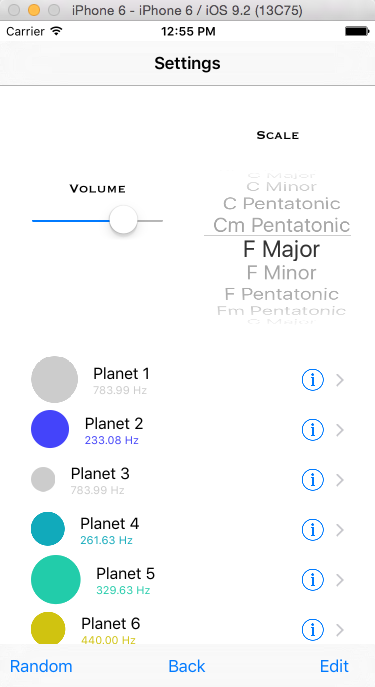 iPhone 6 - iPhone 6 / iOS 9.2 (13C75)
Carrier 12:55 PM
Settings
Scale
Volume
C Major
C Minor
C Pentatonic
Cm Pentatonic
F Major
F Minor
F Pentatonic
Fm Pentatonic
G Major
Planet 1
783.99 Hz
Planet 2
233.08 Hz
Planet 3
783.99 Hz
Planet 4
261.63 Hz
Planet 5
329.63 Hz
Planet 6
440.00 Hz
Random Back Edit